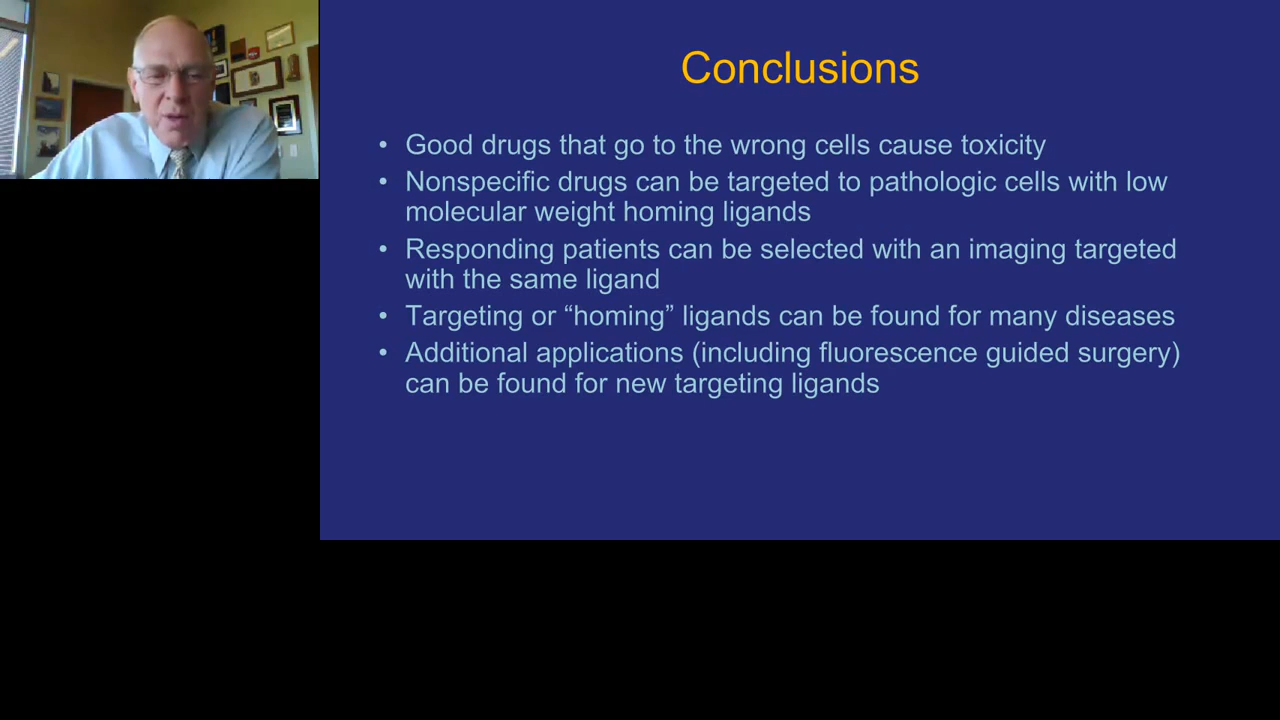 Conclusions
• Good drugs that go to the wrong cells cause toxicity
• Nonspecific drugs can be targeted to pathologic cells with low
molecular weight homing ligands
• Responding patients can be selected with an imaging targeted
with the same ligand
• Targeting or “homing” ligands can be found for many diseases
• Additional applications (including fluorescence guided surgery)
can be found for new targeting ligands